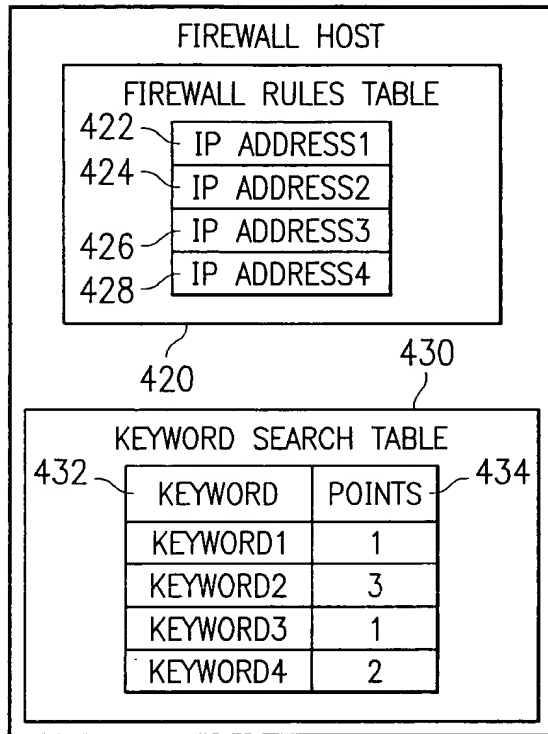 FIREWALL HOST
FIREWALL RULES TABLE
422 IP ADDRESS1
424 IP ADDRESS2
426 IP ADDRESS3
428 IP ADDRESS4
420
430
KEYWORD SEARCH TABLE
432 KEYWORD POINTS 434
KEYWORD1 1
KEYWORD2 3
KEYWORD3 1
KEYWORD4 2